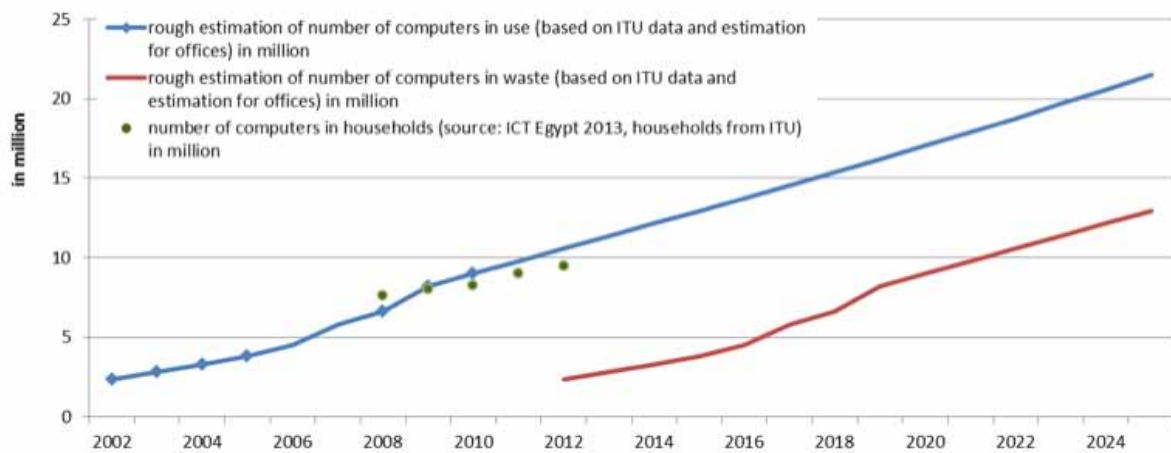 25
20
15
10
5
0
in million
rough estimation of number of computers in use (based on ITU data and estimation
for offices) in million
rough estimation of number of computers in waste (based on ITU data and
estimation for offices) in million
number of computers in households (source: ICT Egypt 2013, households from ITU)
in million
2002 2004 2006 2008 2010 2012 2014 2016 2018 2020 2022 2024